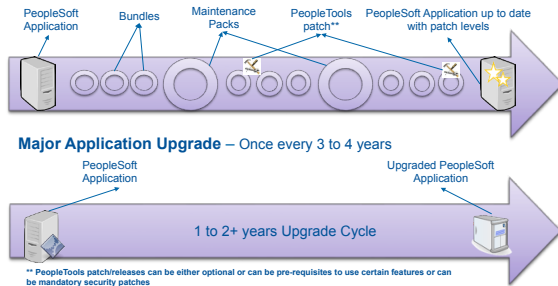 PeopleSoft
Application
Bundles
Maintenance
Packs
PeopleTools
patch**
PeopleSoft Application up to date
with patch levels
Major Application Upgrade – Once every 3 to 4 years
PeopleSoft
Application
Upgraded PeopleSoft
Application
1 to 2+ years Upgrade Cycle
** PeopleTools patch/releases can be either optional or can be pre-requisites to use certain features or can
be mandatory security patches